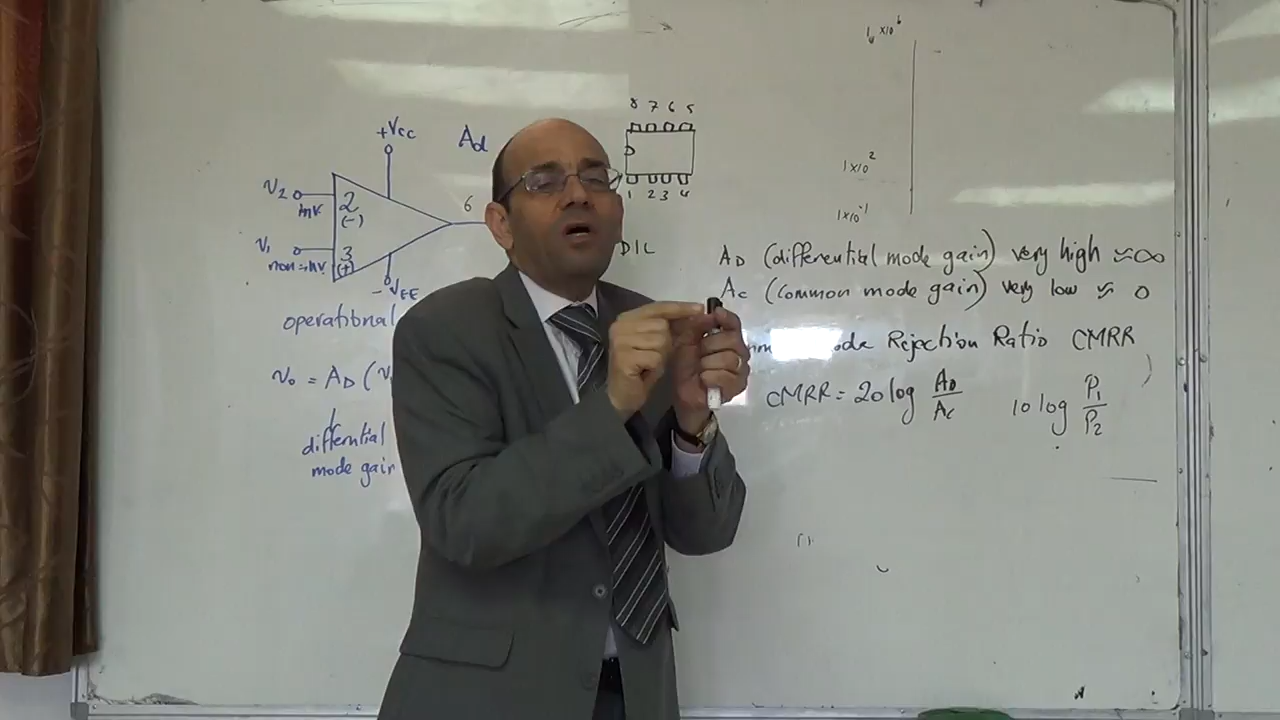 +Vcc
Ad
v2
inv
2
(-)
v1
non-inv
3
(+)
6
-VEE
operational
vo = AD (v
differntial
mode gain
8 7 6 5
1 2 3 4
DIL
1×10^6
1×10^2
1×10^-1
AD (differential mode gain) very high ≈∞
Ac (common mode gain) very low ≈ 0
Rejection Ratio CMRR
CMRR = 20 log AD/Ac
10 log P1/P2